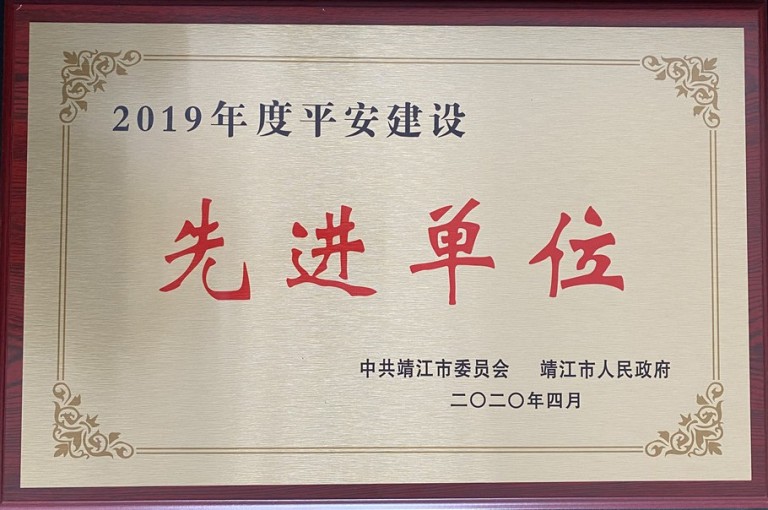 2019年度平安建设
先进单位
中共靖江市委员会 靖江市人民政府
二〇二〇年四月